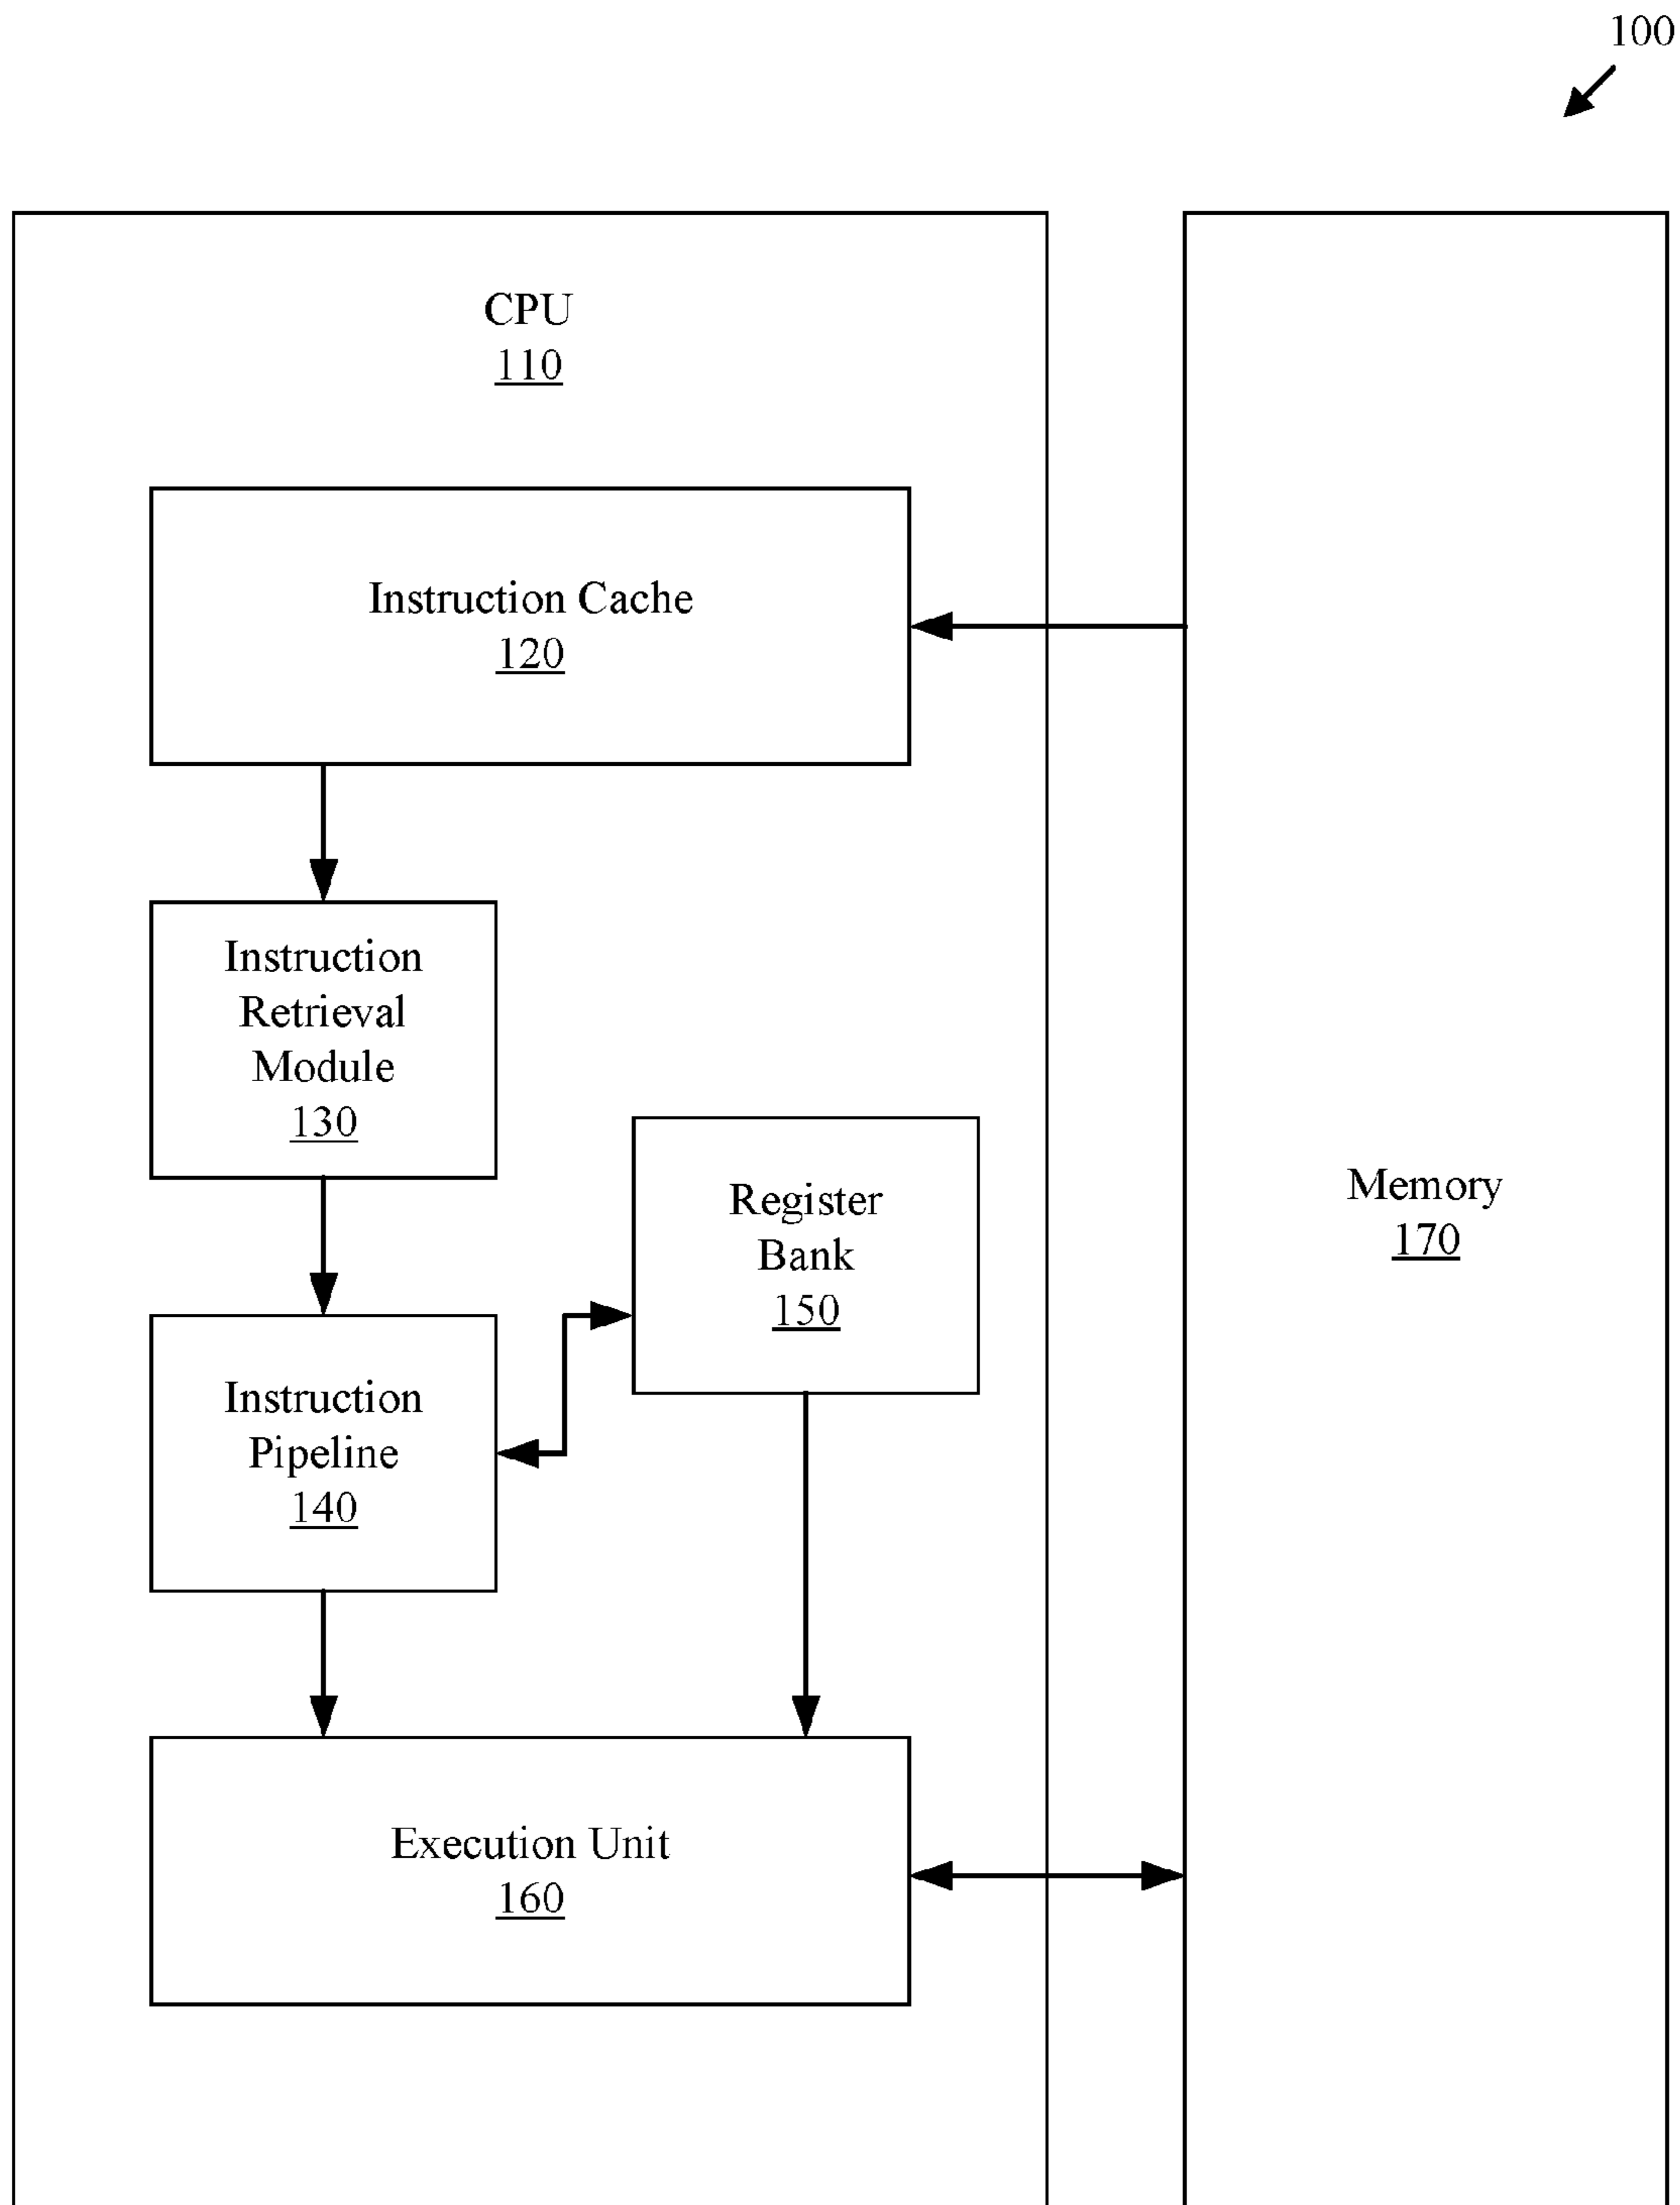 100
CPU
110
Instruction Cache
120
Instruction
Retrieval
Module
130
Register
Bank
150
Memory
170
Instruction
Pipeline
140
Execution Unit
160